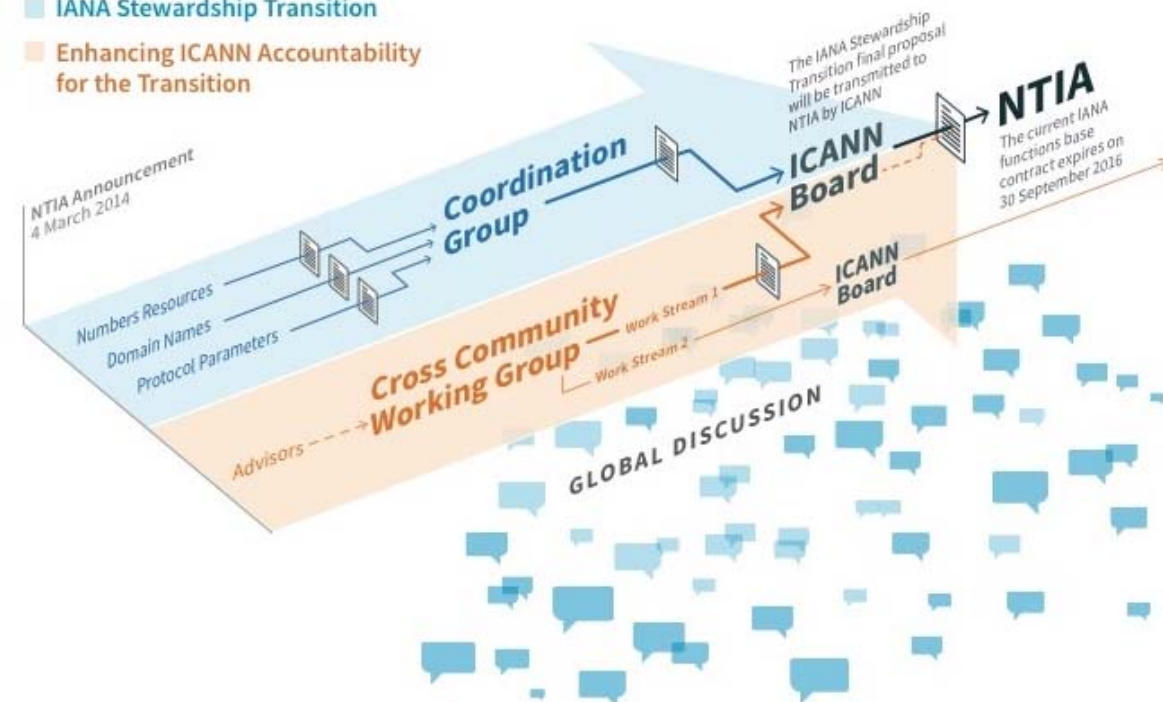 IANA Stewardship Transition
Enhancing ICANN Accountability
for the Transition
NTIA Announcement
4 March 2014
Numbers Resources
Domain Names
Protocol Parameters
Coordination
Group
The IANA Stewardship
Transition final proposal
will be transmitted to
NTIA by ICANN
ICANN
Board
NTIA
The current IANA
functions base
contract expires on
30 September 2016
Advisors
Cross Community
Working Group
Work Stream 1
Work Stream 2
ICANN
Board
GLOBAL DISCUSSION